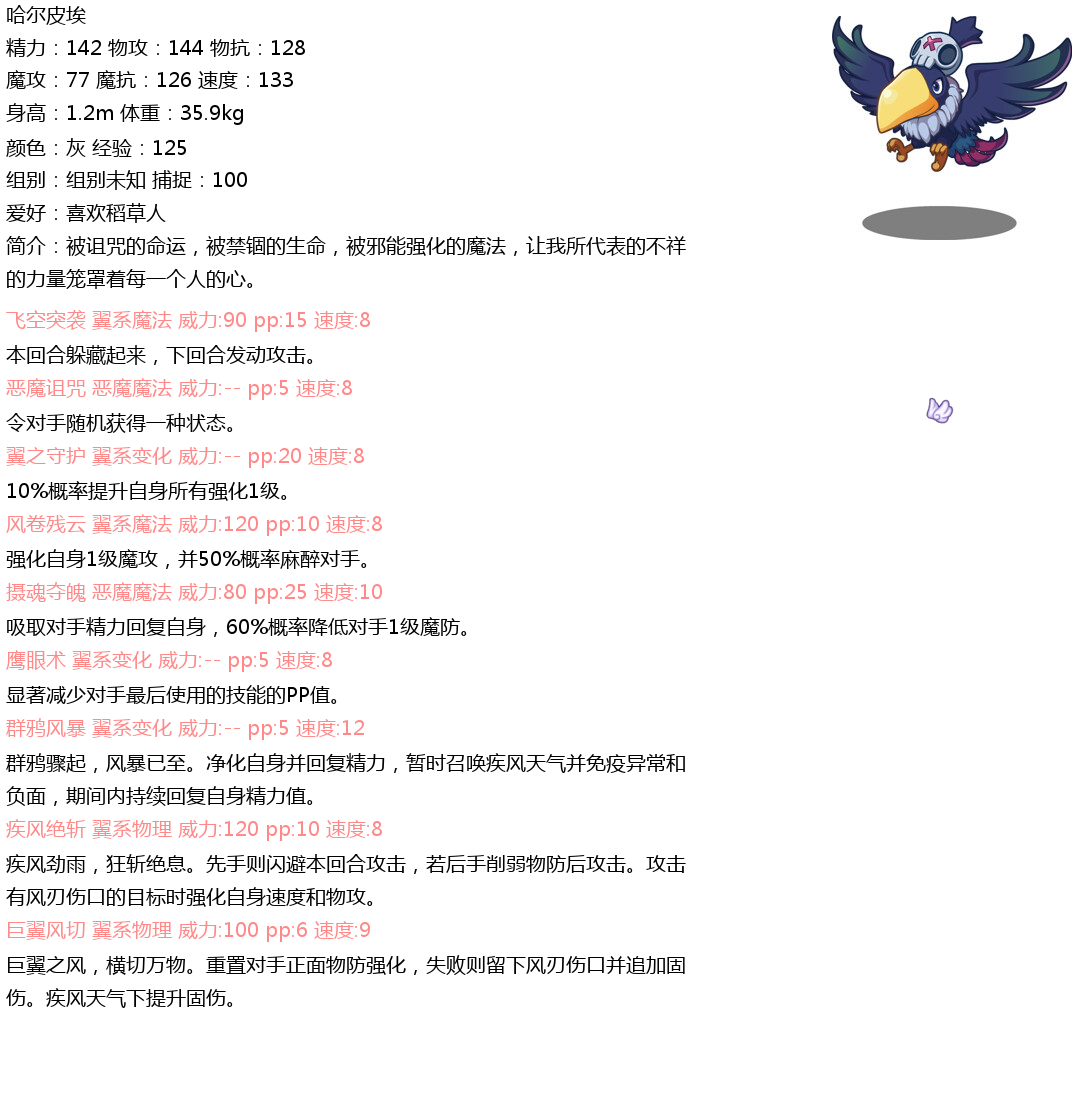 哈尔皮埃
精力：142 物攻：144 物抗：128
魔攻：77 魔抗：126 速度：133
身高：1.2m 体重：35.9kg
颜色：灰 经验：125
组别：组别未知 捕捉：100
爱好：喜欢稻草人
简介：被诅咒的命运，被禁锢的生命，被邪能强化的魔法，让我所代表的不祥
的力量笼罩着每一个人的心。
飞空突袭 翼系魔法 威力:90 pp:15 速度:8
本回合躲藏起来，下回合发动攻击。
恶魔诅咒 恶魔魔法 威力:-- pp:5 速度:8
令对手随机获得一种状态。
翼之守护 翼系变化 威力:-- pp:20 速度:8
10%概率提升自身所有强化1级。
风卷残云 翼系魔法 威力:120 pp:10 速度:8
强化自身1级魔攻，并50%概率麻醉对手。
摄魂夺魄 恶魔魔法 威力:80 pp:25 速度:10
吸取对手精力回复自身，60%概率降低对手1级魔防。
鹰眼术 翼系变化 威力:-- pp:5 速度:8
显著减少对手最后使用的技能的PP值。
群鸦风暴 翼系变化 威力:-- pp:5 速度:12
群鸦骤起，风暴已至。净化自身并回复精力，暂时召唤疾风天气并免疫异常和
负面，期间内持续回复自身精力值。
疾风绝斩 翼系物理 威力:120 pp:10 速度:8
疾风劲雨，狂斩绝息。先手则闪避本回合攻击，若后手削弱物防后攻击。攻击
有风刃伤口的目标时强化自身速度和物攻。
巨翼风切 翼系物理 威力:100 pp:6 速度:9
巨翼之风，横切万物。重置对手正面物防强化，失败则留下风刃伤口并追加固
伤。疾风天气下提升固伤。